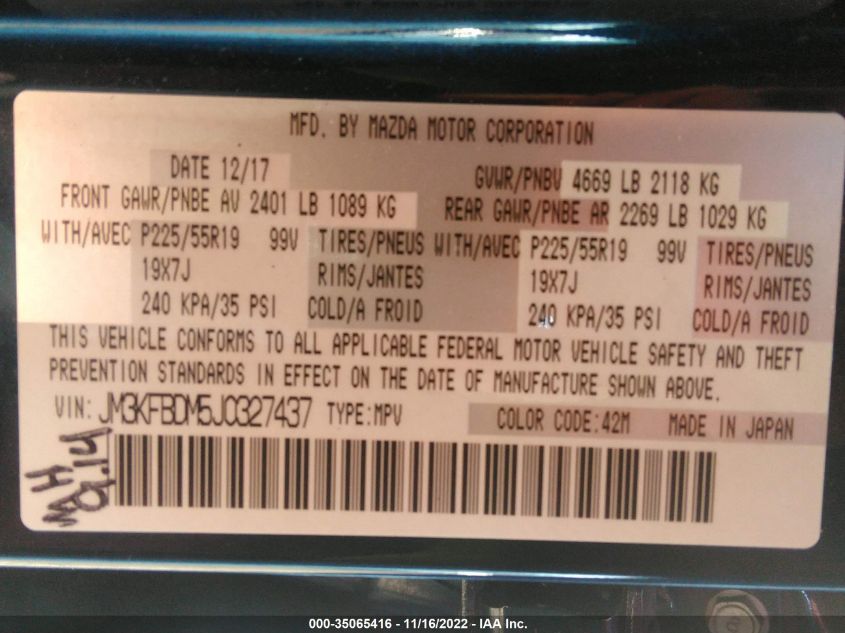 MFD. BY MAZDA MOTOR CORPORATION
DATE 12/17 GVWR/PNBV 4669 LB 2118 KG
FRONT GAWR/PNBE AV 2401 LB 1089 KG REAR GAWR/PNBE AR 2269 LB 1029 KG
WITH/AVEC P225/55R19 99V TIRES/PNEUS WITH/AVEC P225/55R19 99V TIRES/PNEUS
19X7J RIMS/JANTES 19X7J RIMS/JANTES
240 KPA/35 PSI COLD/A FROID 240 KPA/35 PSI COLD/A FROID
THIS VEHICLE CONFORMS TO ALL APPLICABLE FEDERAL MOTOR VEHICLE SAFETY AND THEFT
PREVENTION STANDARDS IN EFFECT ON THE DATE OF MANUFACTURE SHOWN ABOVE.
VIN: JM3KFBDM5J0327437 TYPE:MPV COLOR CODE:42M MADE IN JAPAN
000-35065416 - 11/16/2022 - IAA Inc.